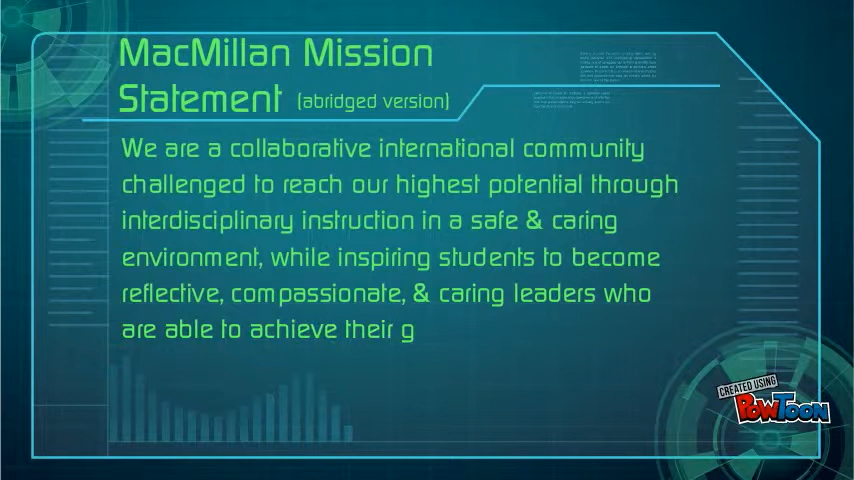 MacMillan Mission
Statement (abridged version)
We are a collaborative international community
challenged to reach our highest potential through
interdisciplinary instruction in a safe & caring
environment, while inspiring students to become
reflective, compassionate, & caring leaders who
are able to achieve their g
CREATED USING
POWTOON